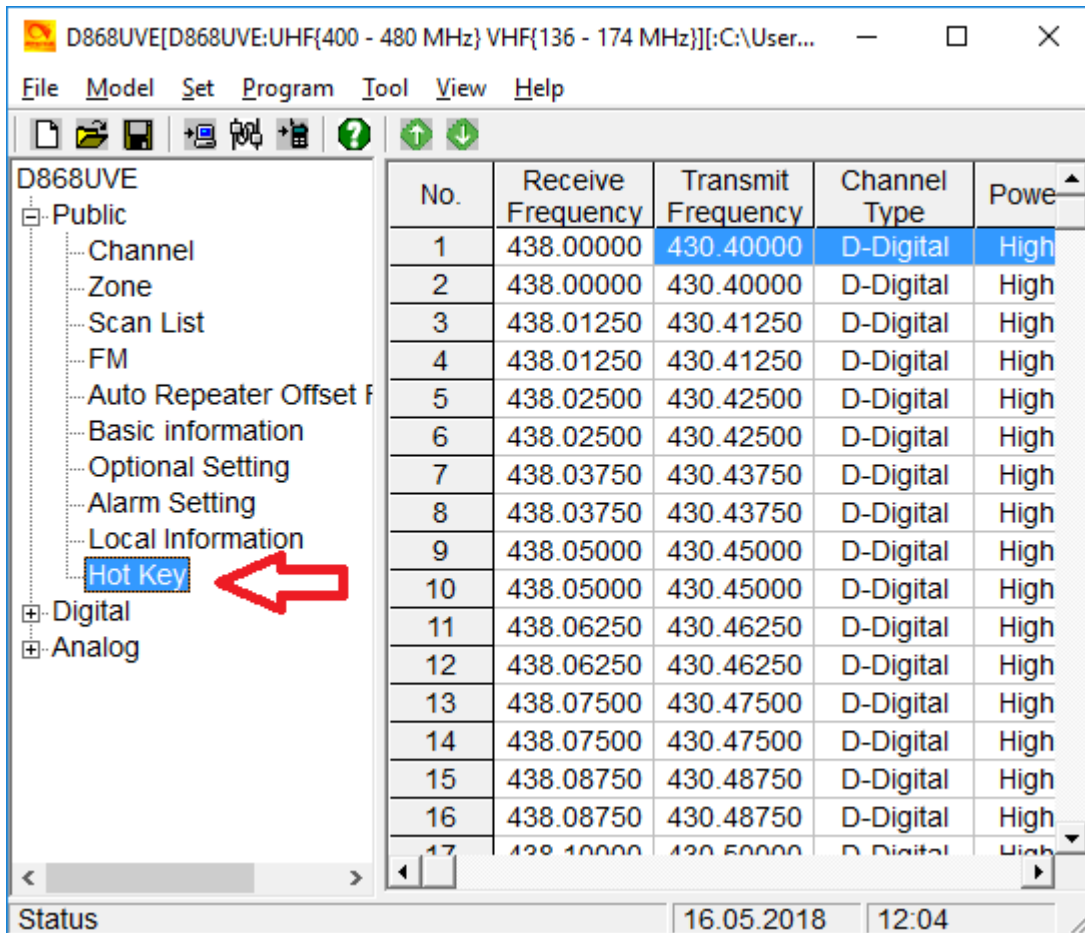 D868UVE[D868UVE:UHF{400 - 480 MHz} VHF{136 - 174 MHz}][:C:\User...
File Model Set Program Tool View Help
D868UVE
Public
Channel
Zone
Scan List
FM
Auto Repeater Offset F
Basic information
Optional Setting
Alarm Setting
Local Information
Hot Key
Digital
Analog
No. Receive Frequency Transmit Frequency Channel Type Powe
1 438.00000 430.40000 D-Digital High
2 438.00000 430.40000 D-Digital High
3 438.01250 430.41250 D-Digital High
4 438.01250 430.41250 D-Digital High
5 438.02500 430.42500 D-Digital High
6 438.02500 430.42500 D-Digital High
7 438.03750 430.43750 D-Digital High
8 438.03750 430.43750 D-Digital High
9 438.05000 430.45000 D-Digital High
10 438.05000 430.45000 D-Digital High
11 438.06250 430.46250 D-Digital High
12 438.06250 430.46250 D-Digital High
13 438.07500 430.47500 D-Digital High
14 438.07500 430.47500 D-Digital High
15 438.08750 430.48750 D-Digital High
16 438.08750 430.48750 D-Digital High
17 438.10000 430.50000 D-Digital High
Status 16.05.2018 12:04